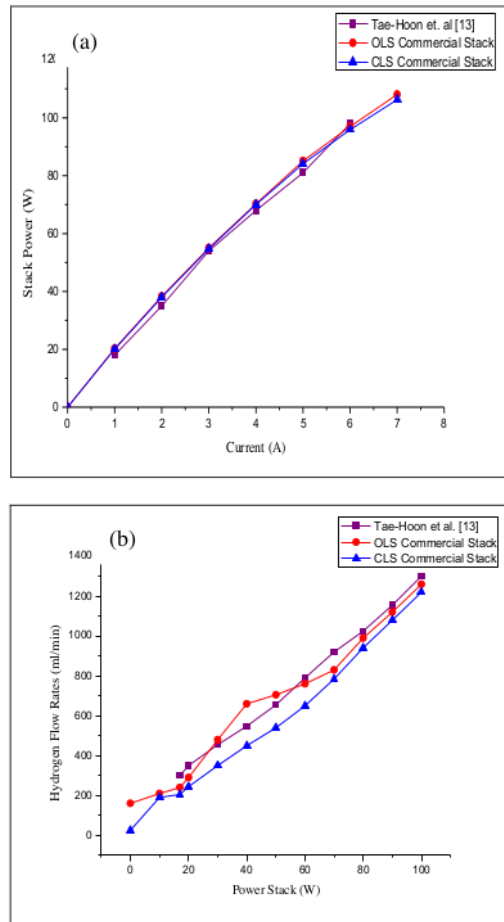 (a)
Tae-Hoon et. al [13]
OLS Commercial Stack
CLS Commercial Stack
12(
100
80
60
40
20
0
Stack Power (W)
0 1 2 3 4 5 6 7 8
Current (A)
(b)
Tae-Hoon et al. [13]
OLS Commercial Stack
CLS Commercial Stack
1400
1200
1000
800
600
400
200
0
Hydrogen Flow Rates (ml/min)
0 20 40 60 80 100
Power Stack (W)